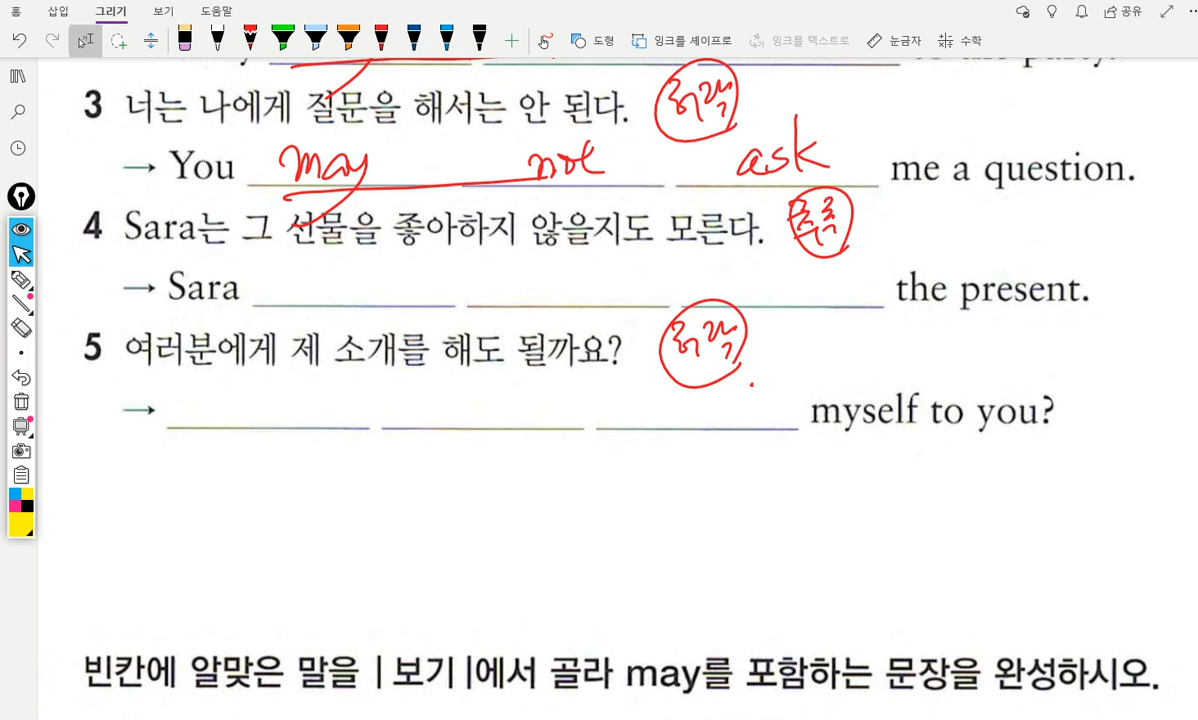 홈 삽입 그리기 보기 도움말 공유
도형 잉크를 셰이프로 잉크를 텍스트로 눈금자 수학
to the party.
3 너는 나에게 질문을 해서는 안 된다. 허락
→ You may not ask me a question.
4 Sara는 그 선물을 좋아하지 않을지도 모른다.
→ Sara the present.
5 여러분에게 제 소개를 해도 될까요? 허락
→ myself to you?
빈칸에 알맞은 말을 | 보기 |에서 골라 may를 포함하는 문장을 완성하시오.